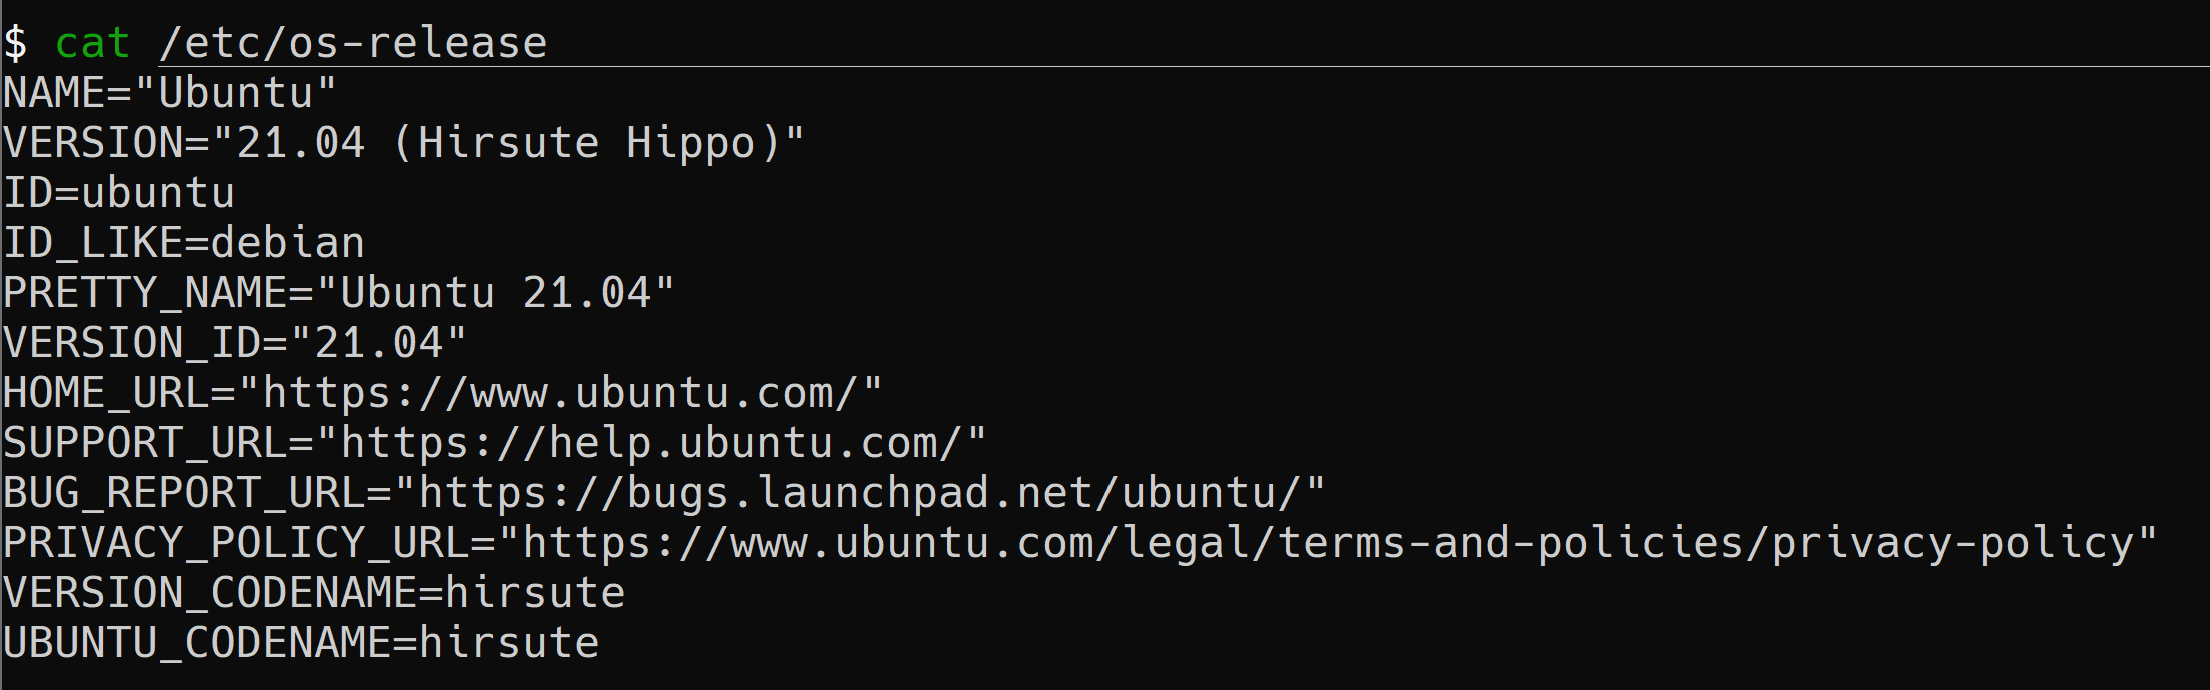 $ cat /etc/os-release
NAME="Ubuntu"
VERSION="21.04 (Hirsute Hippo)"
ID=ubuntu
ID_LIKE=debian
PRETTY_NAME="Ubuntu 21.04"
VERSION_ID="21.04"
HOME_URL="https://www.ubuntu.com/"
SUPPORT_URL="https://help.ubuntu.com/"
BUG_REPORT_URL="https://bugs.launchpad.net/ubuntu/"
PRIVACY_POLICY_URL="https://www.ubuntu.com/legal/terms-and-policies/privacy-policy"
VERSION_CODENAME=hirsute
UBUNTU_CODENAME=hirsute